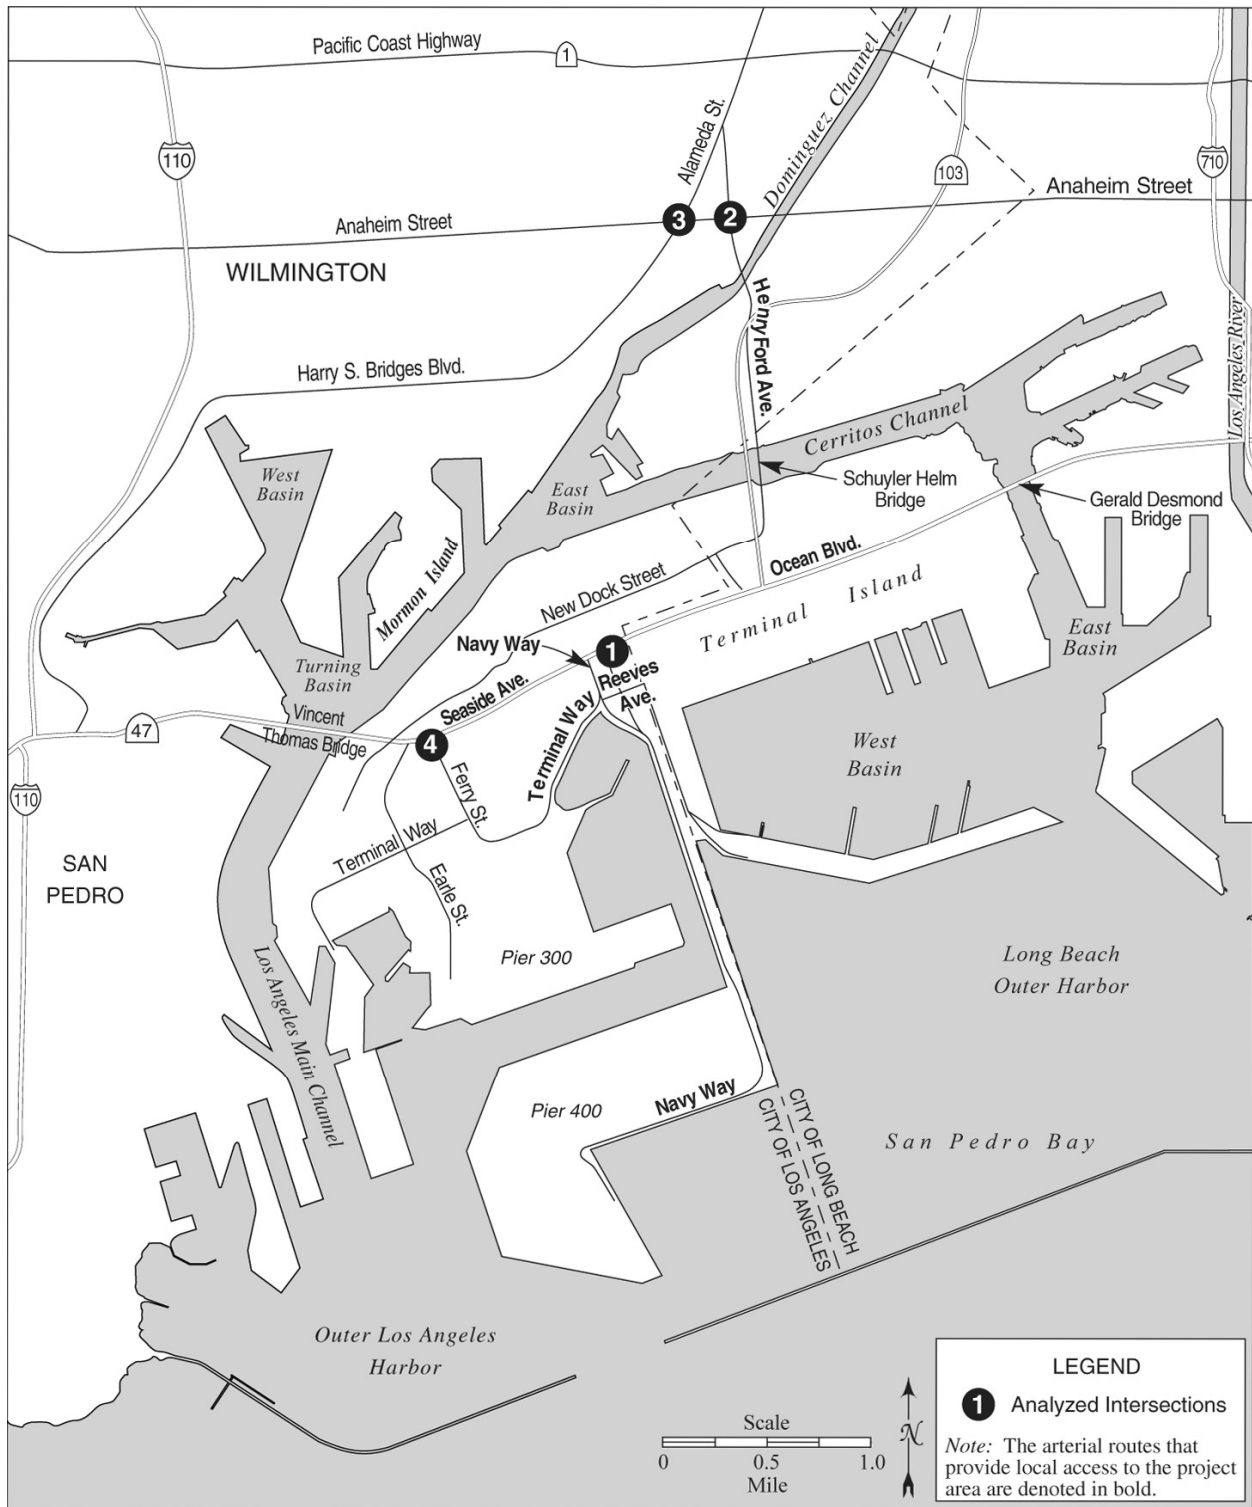 Pacific Coast Highway
1
Alameda St.
Dominguez Channel
110
103
710
Anaheim Street
Anaheim Street
3
2
WILMINGTON
Henry Ford Ave.
Los Angeles River
Harry S. Bridges Blvd.
Cerritos Channel
West
Basin
East
Basin
Schuyler Helm
Bridge
Gerald Desmond
Bridge
Mormon Island
Ocean Blvd.
New Dock Street
Terminal Island
East
Basin
Navy Way
1
Reeves
Ave.
Turning
Basin
Seaside Ave.
Terminal Way
Vincent
Thomas Bridge
47
4
West
Basin
Ferry St.
110
Terminal Way
SAN
PEDRO
Earle St.
Pier 300
Long Beach
Outer Harbor
Los Angeles Main Channel
Navy Way
Pier 400
CITY OF LONG BEACH
CITY OF LOS ANGELES
San Pedro Bay
Outer Los Angeles
Harbor
LEGEND
1 Analyzed Intersections
Note: The arterial routes that
provide local access to the project
area are denoted in bold.
Scale
0 0.5 1.0
Mile
N